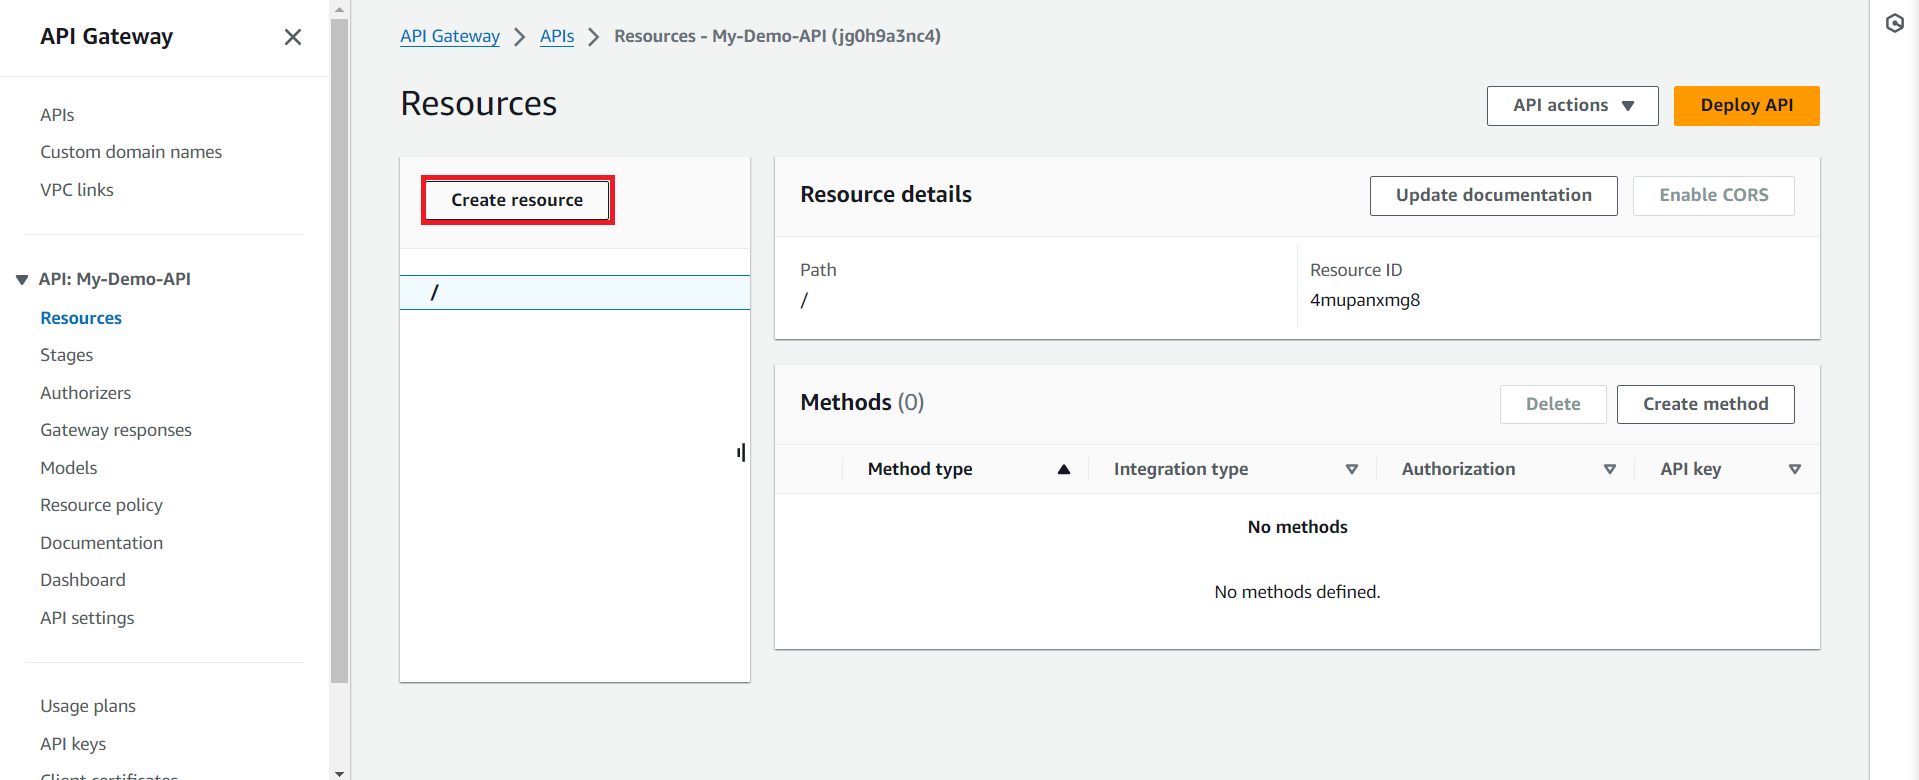 API Gateway
APIs
Custom domain names
VPC links
API: My-Demo-API
Resources
Stages
Authorizers
Gateway responses
Models
Resource policy
Documentation
Dashboard
API settings
Usage plans
API keys
Client certificates
API Gateway > APIs > Resources - My-Demo-API (jg0h9a3nc4)
Resources
API actions
Deploy API
Create resource
/
Resource details
Update documentation
Enable CORS
Path
/
Resource ID
4mupanxmg8
Methods (0)
Delete
Create method
Method type
Integration type
Authorization
API key
No methods
No methods defined.